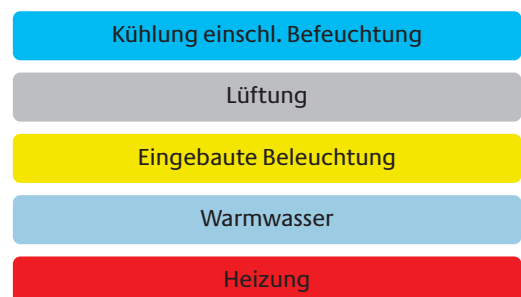 Kühlung einschl. Befeuchtung
Lüftung
Eingebaute Beleuchtung
Warmwasser
Heizung